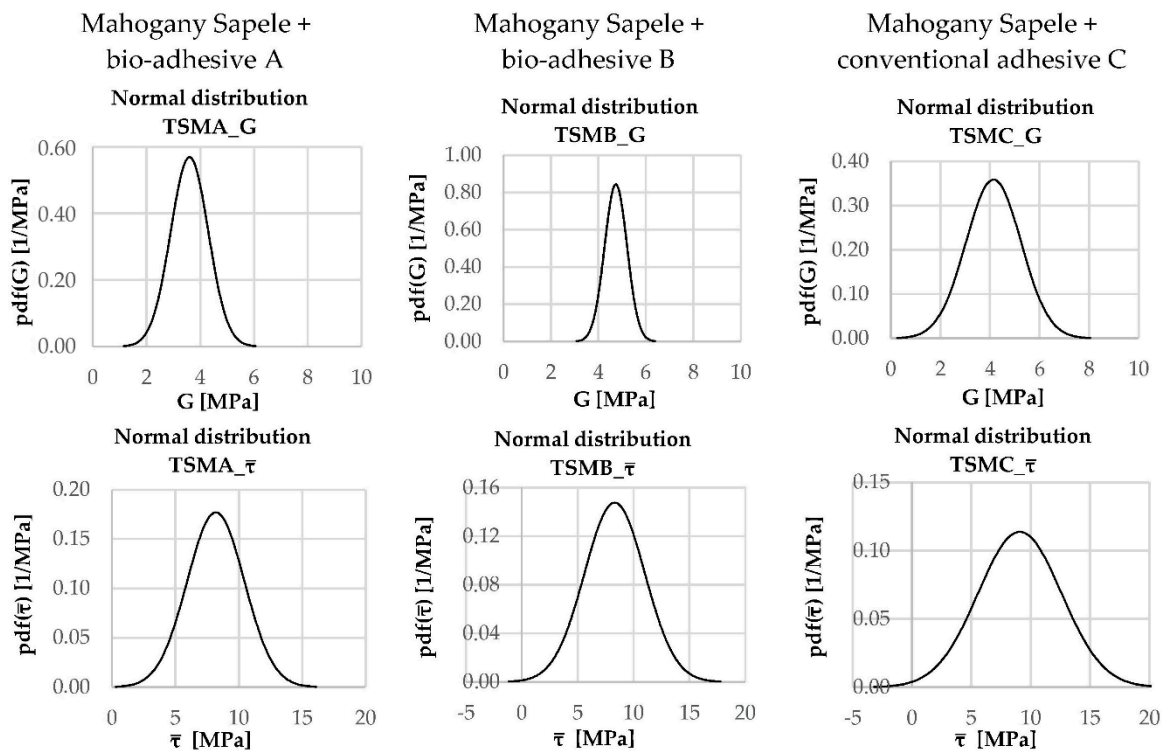 Mahogany Sapele +
bio-adhesive A
Mahogany Sapele +
bio-adhesive B
Mahogany Sapele +
conventional adhesive C
Normal distribution
TSMA_G
pdf(G) [1/MPa]
0.60
0.40
0.20
0.00
0 2 4 6 8 10
G [MPa]
Normal distribution
TSMB_G
pdf(G) [1/MPa]
1.00
0.80
0.60
0.40
0.20
0.00
0 2 4 6 8 10
G [MPa]
Normal distribution
TSMC_G
pdf(G) [1/MPa]
0.40
0.30
0.20
0.10
0.00
0 2 4 6 8 10
G [MPa]
Normal distribution
TSMA_τ̅
pdf(τ̅) [1/MPa]
0.20
0.15
0.10
0.05
0.00
0 5 10 15 20
τ̅ [MPa]
Normal distribution
TSMB_τ̅
pdf(τ̅) [1/MPa]
0.16
0.12
0.08
0.04
0.00
-5 0 5 10 15 20
τ̅ [MPa]
Normal distribution
TSMC_τ̅
pdf(τ̅) [1/MPa]
0.15
0.10
0.05
0.00
-5 0 5 10 15 20
τ̅ [MPa]